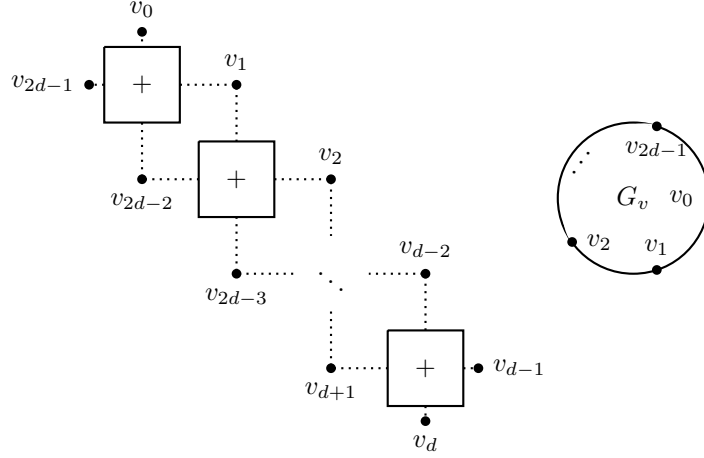 v_0
v_{2d-1} + v_1
v_{2d-2} + v_2
v_{2d-3} v_{d-2}
v_{d+1} + v_{d-1}
v_d
v_{2d-1}
G_v v_0
v_2 v_1